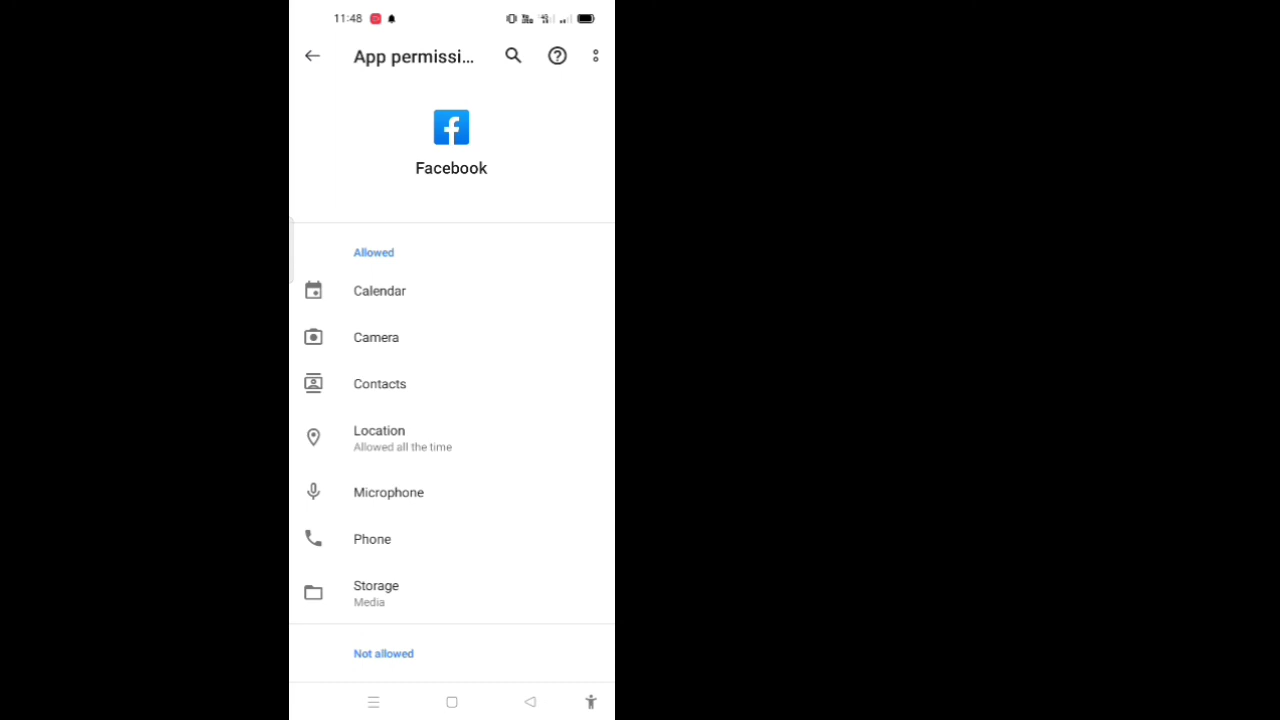 11:48
App permissi...
Facebook
Allowed
Calendar
Camera
Contacts
Location
Allowed all the time
Microphone
Phone
Storage
Media
Not allowed